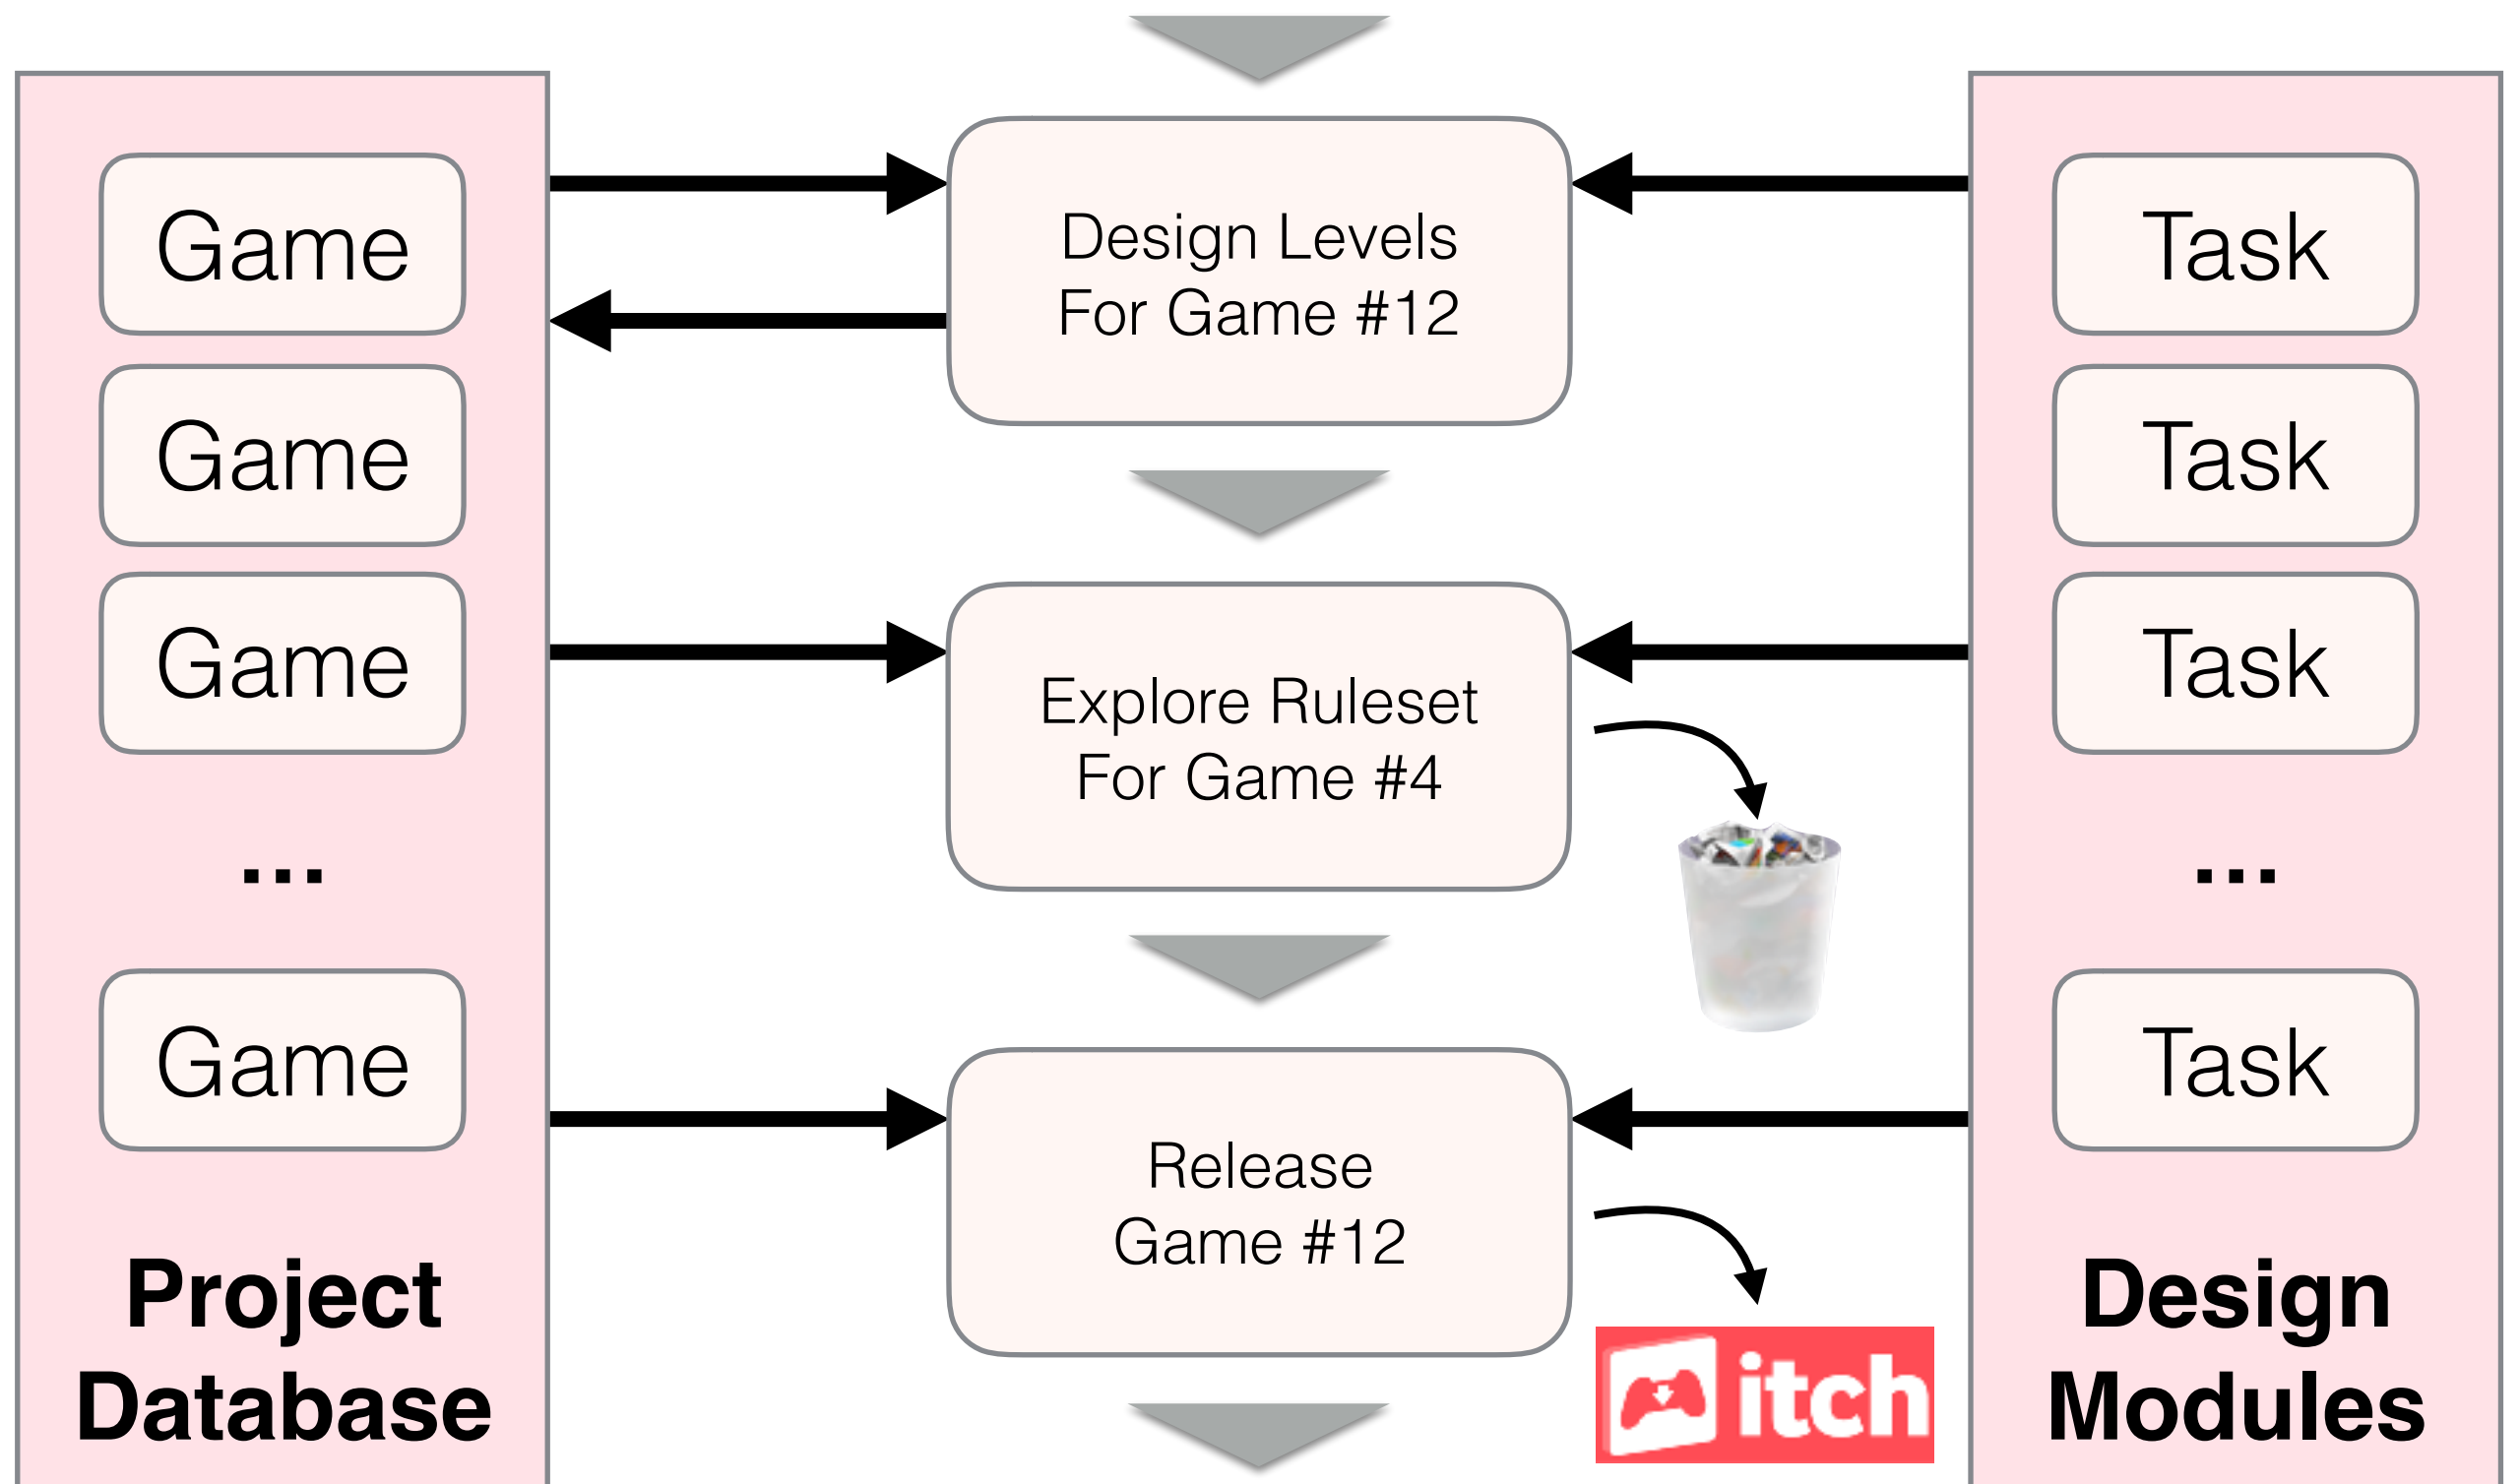 Game
Game
Game
...
Game
Project
Database
Design Levels
For Game #12
Explore Ruleset
For Game #4
Release
Game #12
itch
Task
Task
Task
...
Task
Design
Modules